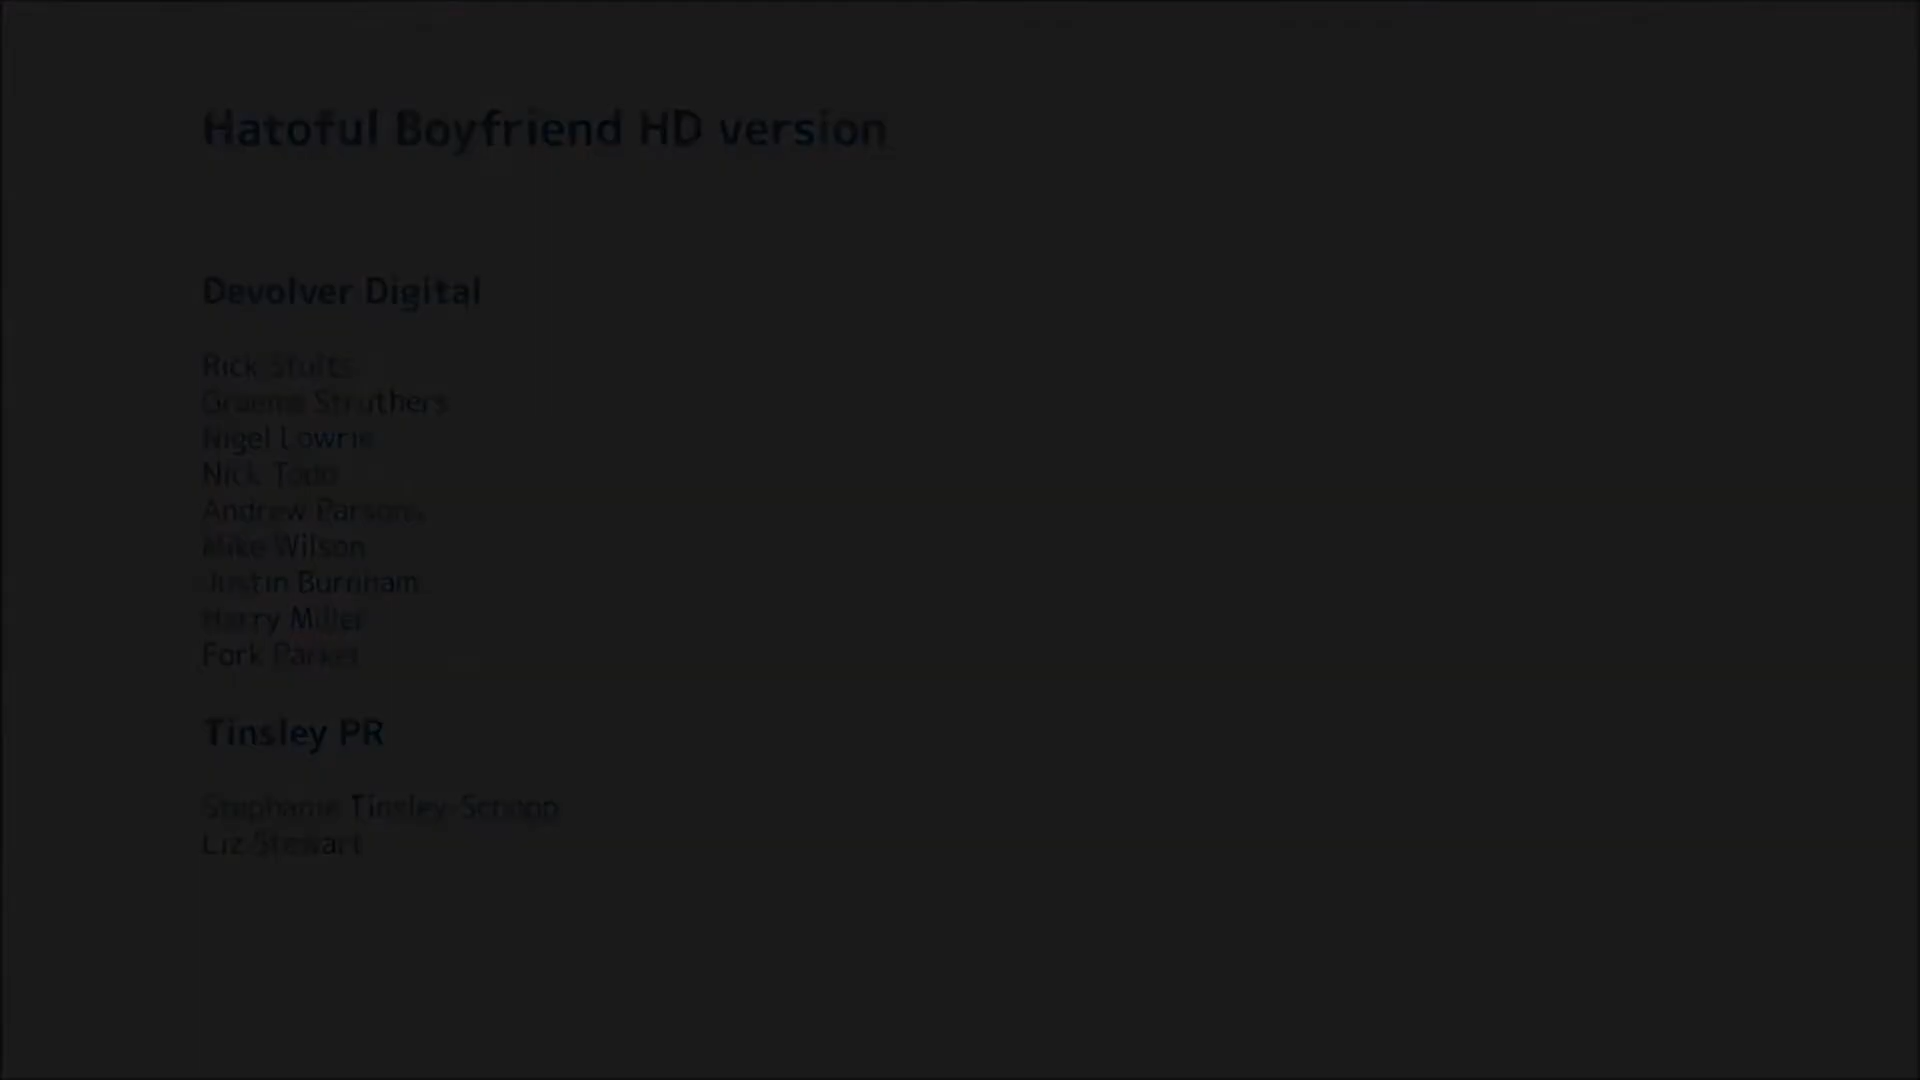 Hatoful Boyfriend HD version
Devolver Digital
Rick Stults
Graeme Struthers
Nigel Lowrie
Nick Todd
Andrew Parsons
Mike Wilson
Justin Burnham
Harry Miller
Fork Parker
Tinsley PR
Stephanie Tinsley-Schopp
Liz Stewart